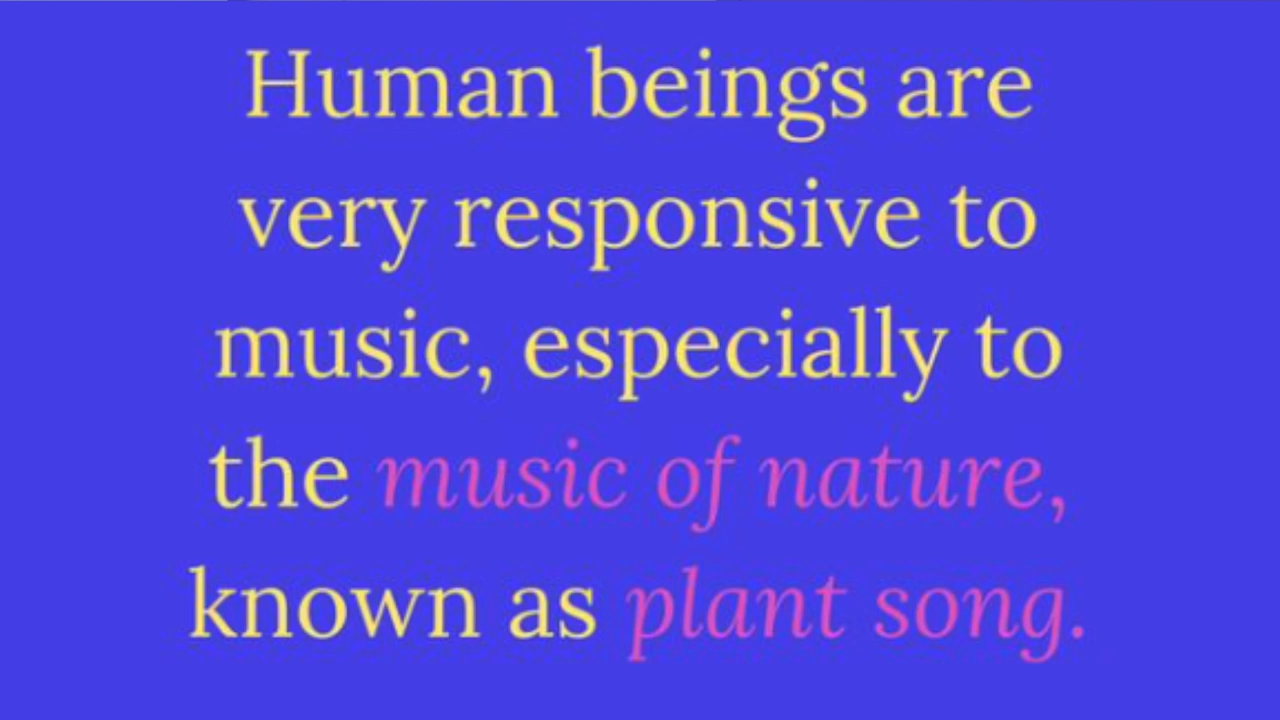 Human beings are
very responsive to
music, especially to
the music of nature,
known as plant song.